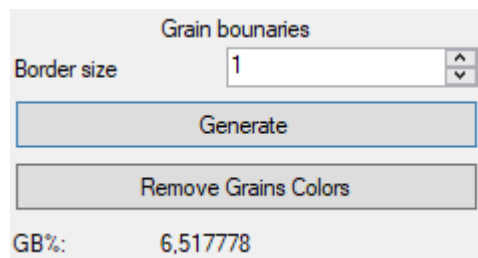 Grain bounaries
Border size 1
Generate
Remove Grains Colors
GB%: 6,517778